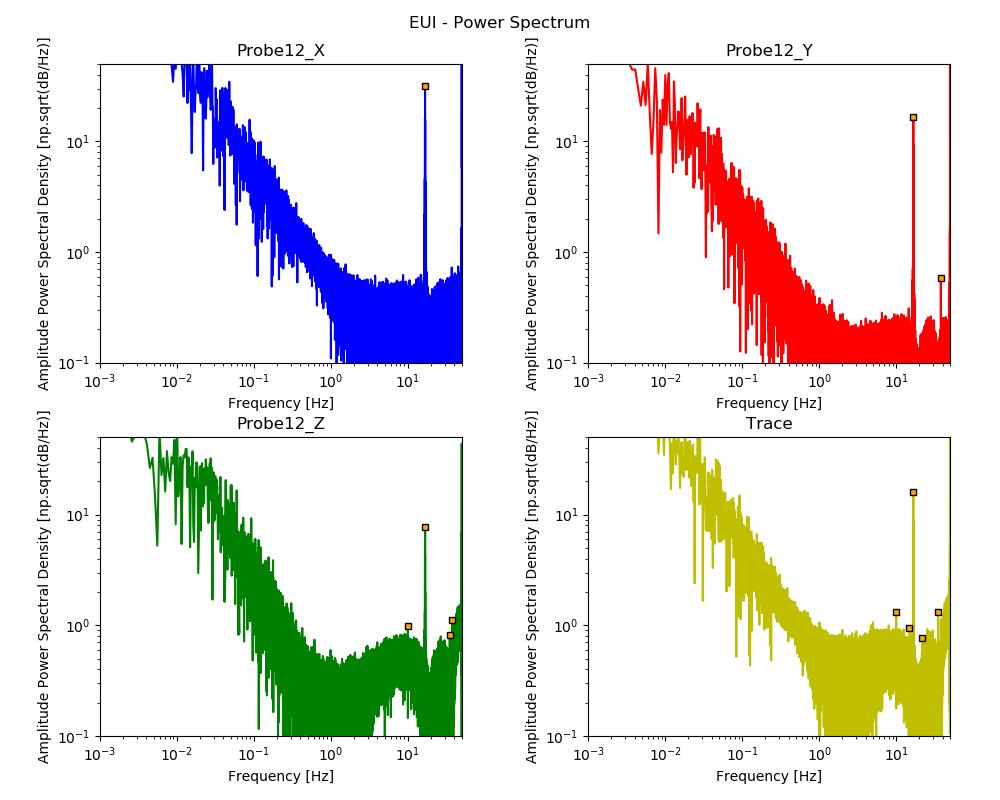 EUI - Power Spectrum
Probe12_X
Amplitude Power Spectral Density [np.sqrt(dB/Hz)]
10¹
10⁰
10⁻¹
10⁻³ 10⁻² 10⁻¹ 10⁰ 10¹
Frequency [Hz]
Probe12_Y
Amplitude Power Spectral Density [np.sqrt(dB/Hz)]
10¹
10⁰
10⁻¹
10⁻³ 10⁻² 10⁻¹ 10⁰ 10¹
Frequency [Hz]
Probe12_Z
Amplitude Power Spectral Density [np.sqrt(dB/Hz)]
10¹
10⁰
10⁻¹
10⁻³ 10⁻² 10⁻¹ 10⁰ 10¹
Frequency [Hz]
Trace
Amplitude Power Spectral Density [np.sqrt(dB/Hz)]
10¹
10⁰
10⁻¹
10⁻³ 10⁻² 10⁻¹ 10⁰ 10¹
Frequency [Hz]